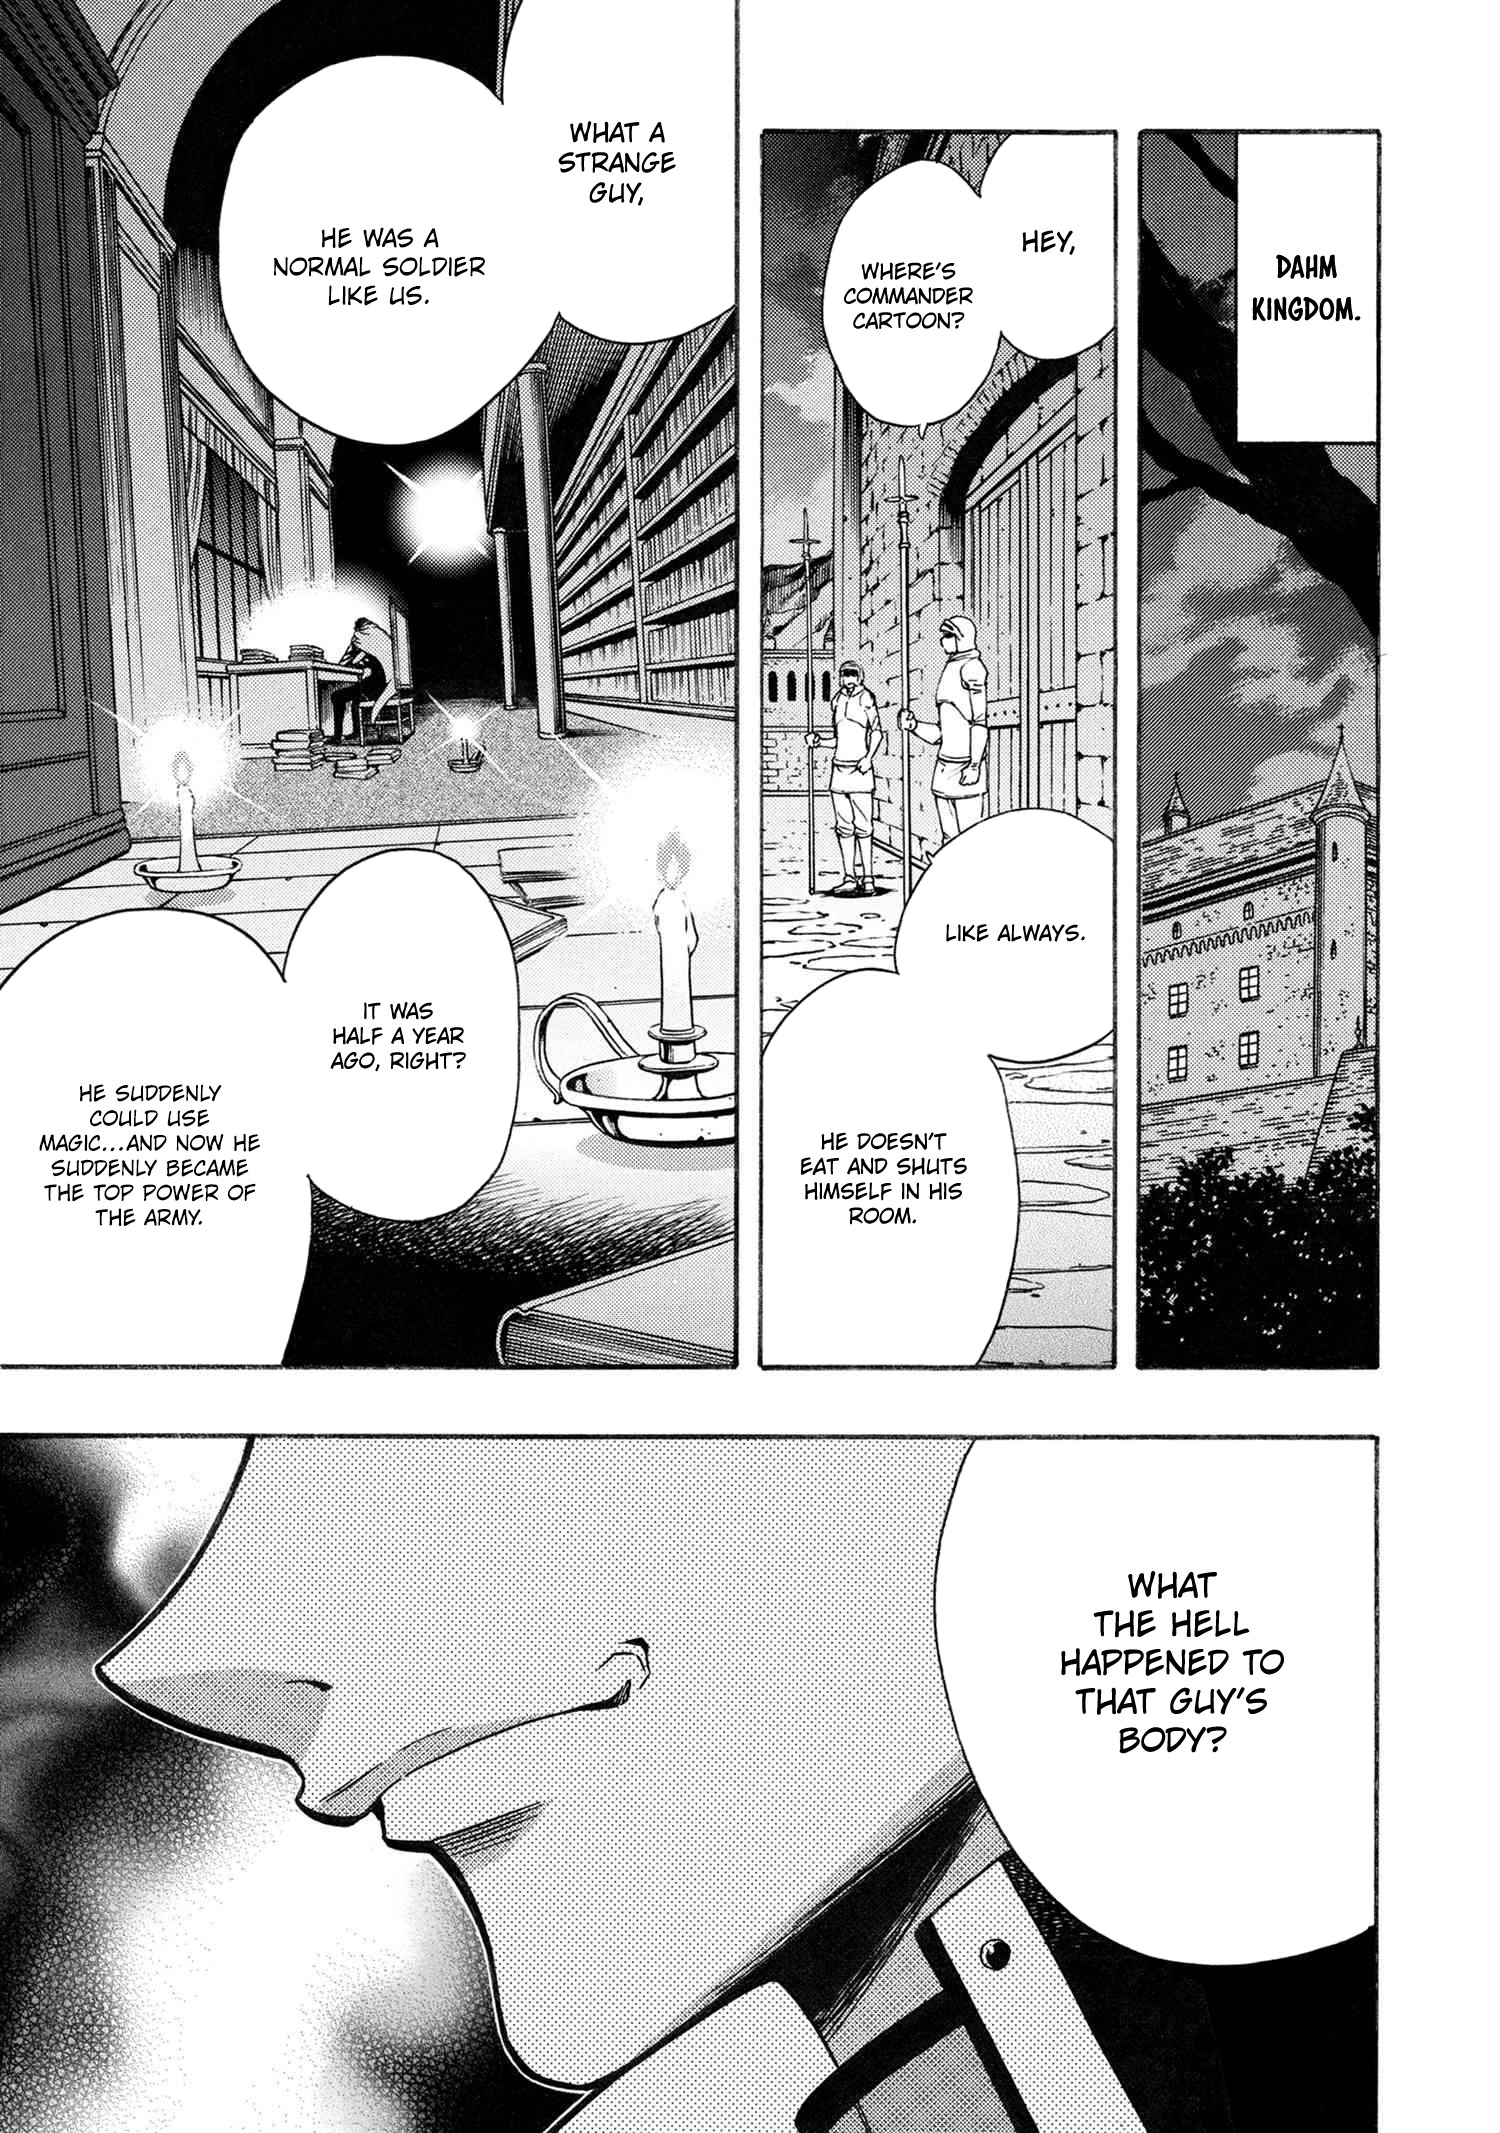 DAHM
KINGDOM.
HEY,
WHERE'S
COMMANDER
CARTOON?
LIKE ALWAYS.
HE DOESN'T
EAT AND SHUTS
HIMSELF IN HIS
ROOM.
WHAT A
STRANGE
GUY,
HE WAS A
NORMAL SOLDIER
LIKE US.
IT WAS
HALF A YEAR
AGO, RIGHT?
HE SUDDENLY
COULD USE
MAGIC...AND NOW HE
SUDDENLY BECAME
THE TOP POWER OF
THE ARMY.
WHAT
THE HELL
HAPPENED TO
THAT GUY'S
BODY?